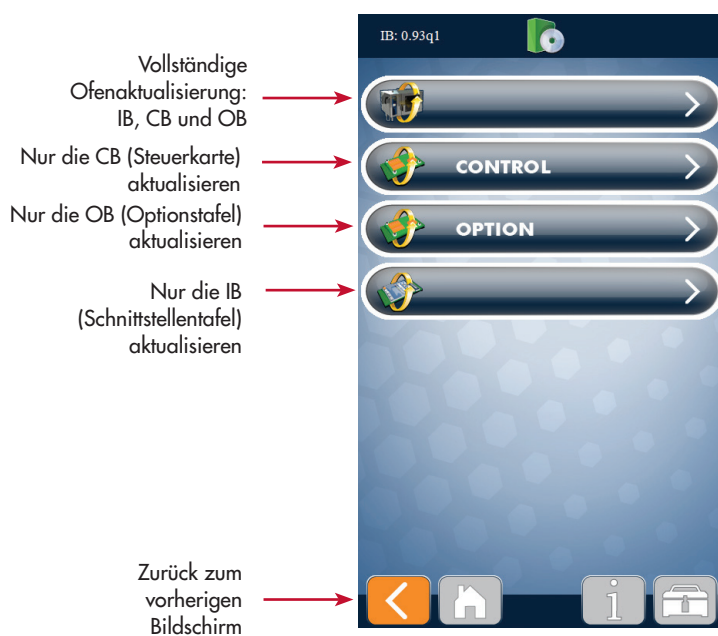 IB: 0.93q1
Vollständige
Ofenaktualisierung:
IB, CB und OB
Nur die CB (Steuerkarte)
aktualisieren
CONTROL
Nur die OB (Optionstafel)
aktualisieren
OPTION
Nur die IB
(Schnittstellentafel)
aktualisieren
Zurück zum
vorherigen
Bildschirm